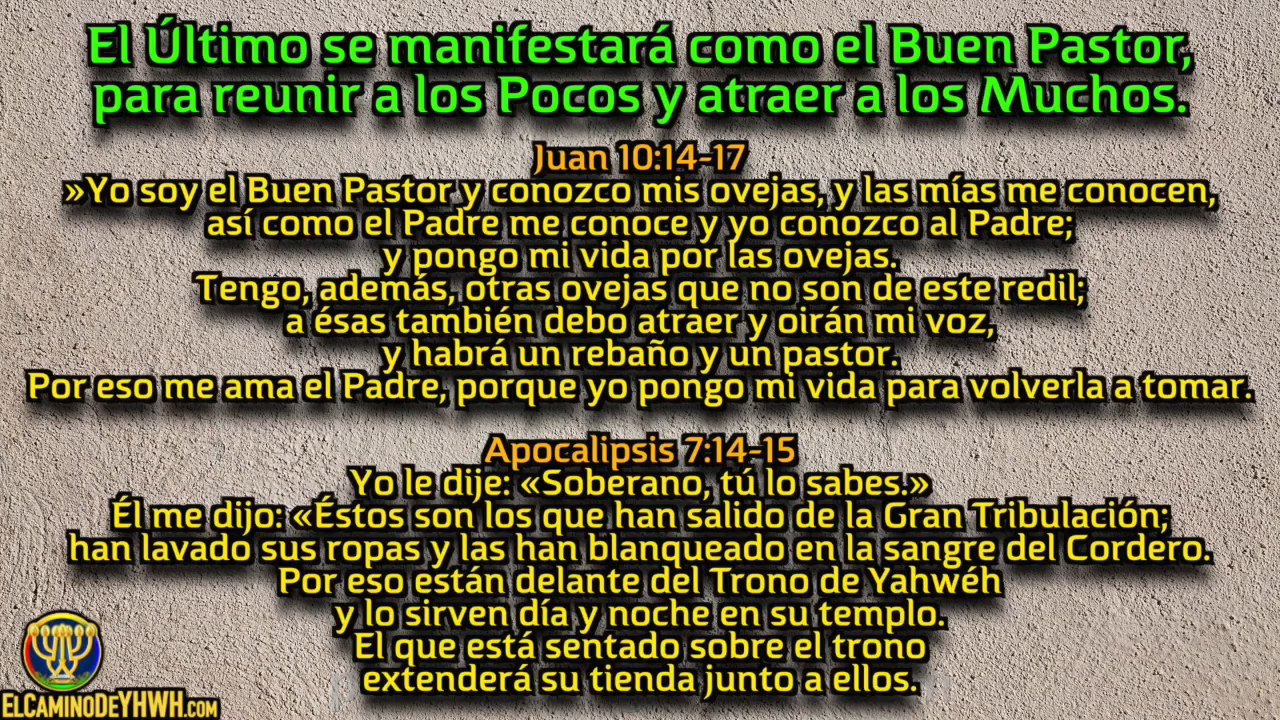 El Último se manifestará como el Buen Pastor,
para reunir a los Pocos y atraer a los Muchos.
Juan 10:14-17
»Yo soy el Buen Pastor y conozco mis ovejas, y las mías me conocen,
así como el Padre me conoce y yo conozco al Padre;
y pongo mi vida por las ovejas.
Tengo, además, otras ovejas que no son de este redil;
a ésas también debo atraer y oirán mi voz,
y habrá un rebaño y un pastor.
Por eso me ama el Padre, porque yo pongo mi vida para volverla a tomar.
Apocalipsis 7:14-15
Yo le dije: «Soberano, tú lo sabes.»
Él me dijo: «Éstos son los que han salido de la Gran Tribulación;
han lavado sus ropas y las han blanqueado en la sangre del Cordero.
Por eso están delante del Trono de Yahwéh
y lo sirven día y noche en su templo.
El que está sentado sobre el trono
extenderá su tienda junto a ellos.
ELCAMINODEYHWH.com